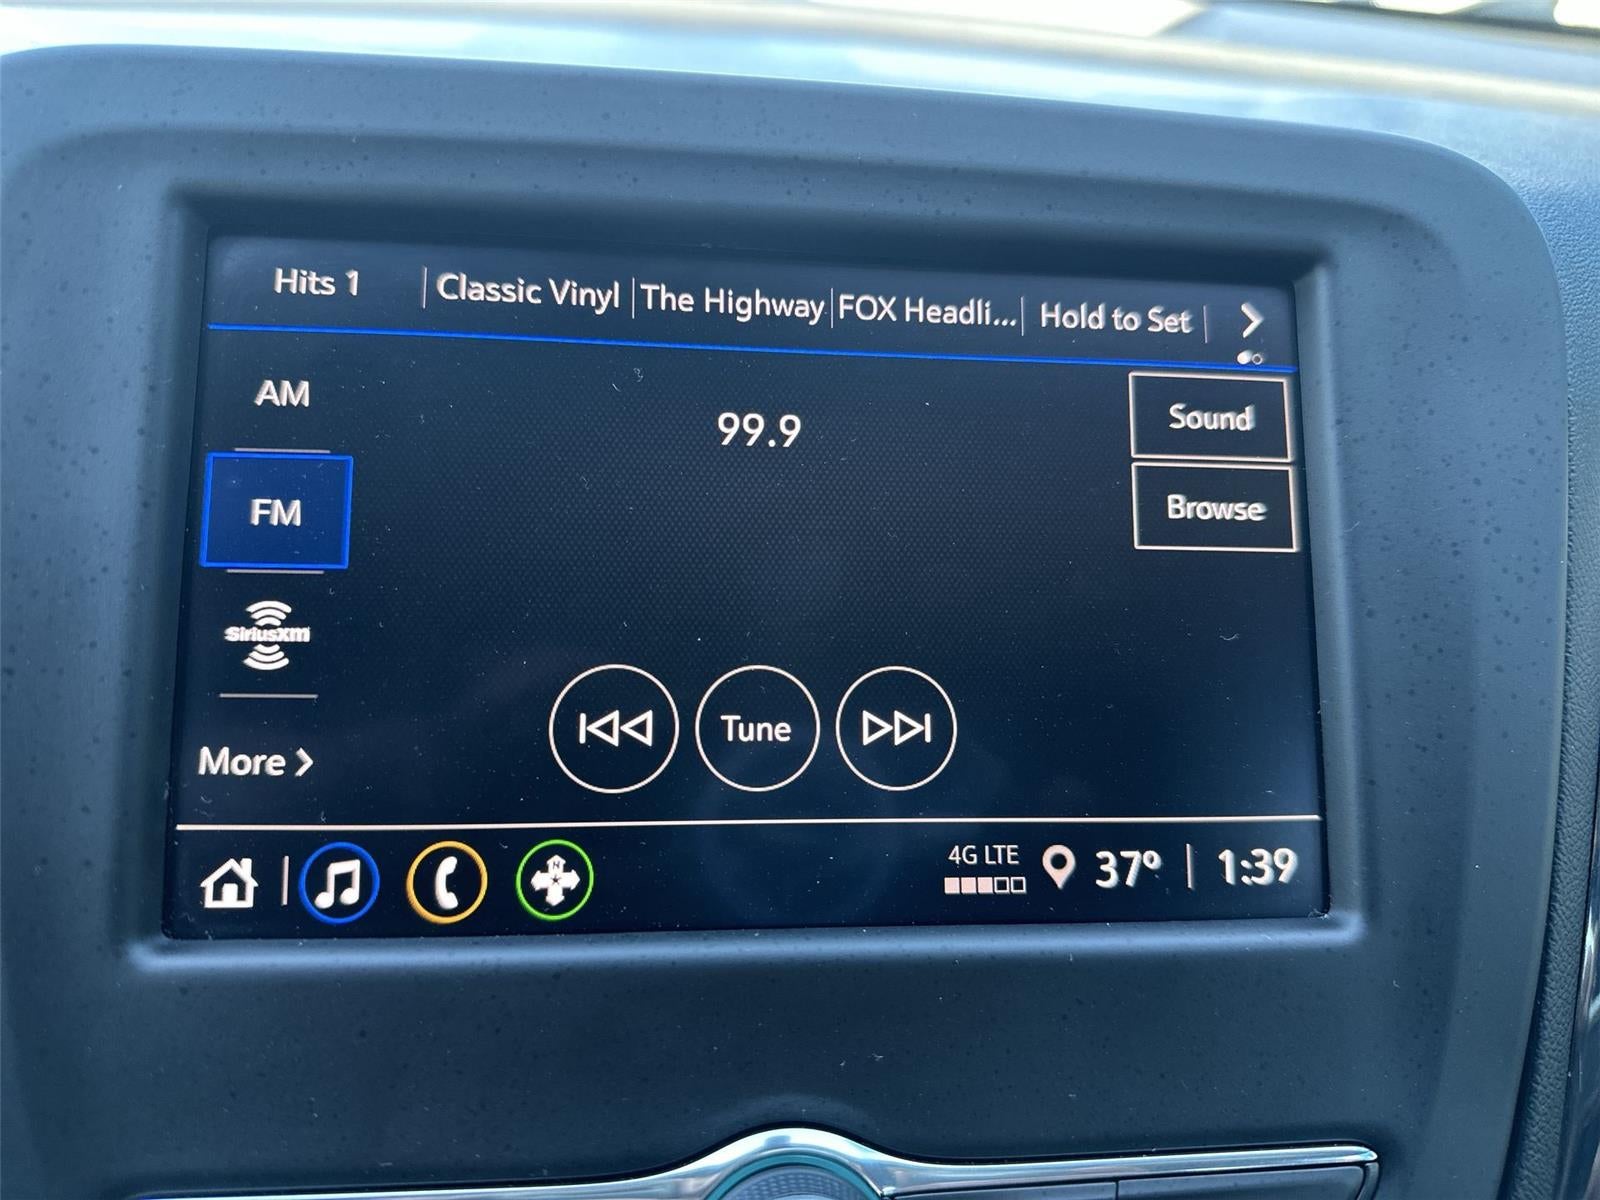 Hits 1
Classic Vinyl
The Highway
FOX Headli...
Hold to Set
AM
99.9
Sound
FM
Browse
SiriusXM
Tune
More
N
4G LTE
37°
1:39